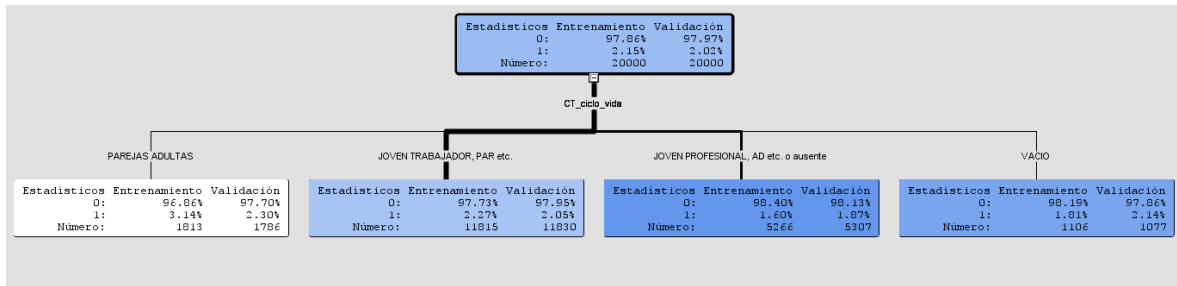 Estadísticos Entrenamiento Validación
0: 97.86% 97.97%
1: 2.15% 2.02%
Número: 20000 20000
CT_ciclo_vida
PAREJAS ADULTAS
JOVEN TRABAJADOR, PAR etc.
JOVEN PROFESIONAL, AD etc. o ausente
VACIO
Estadísticos Entrenamiento Validación
0: 96.86% 97.70%
1: 3.14% 2.30%
Número: 1813 1786
Estadísticos Entrenamiento Validación
0: 97.73% 97.95%
1: 2.27% 2.05%
Número: 11815 11830
Estadísticos Entrenamiento Validación
0: 98.40% 98.13%
1: 1.60% 1.87%
Número: 5266 5307
Estadísticos Entrenamiento Validación
0: 98.19% 97.86%
1: 1.81% 2.14%
Número: 1106 1077